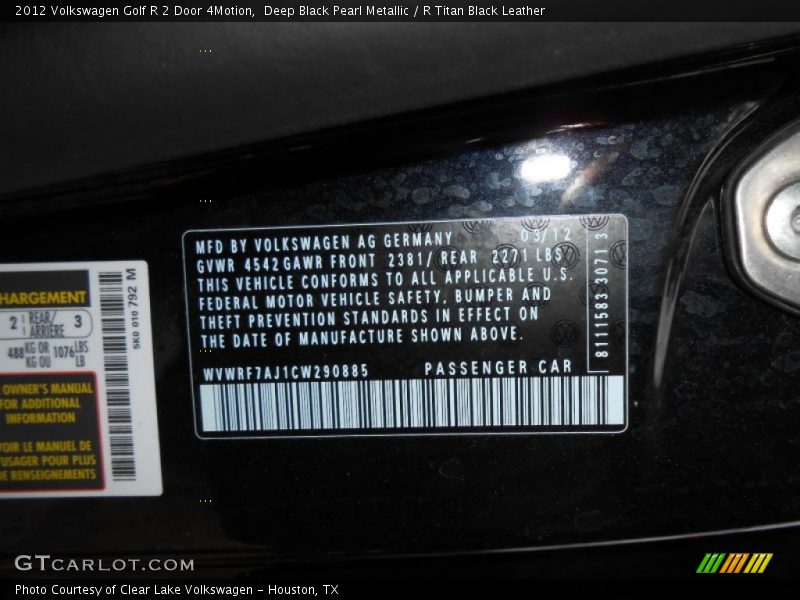 2012 Volkswagen Golf R 2 Door 4Motion,  Deep Black Pearl Metallic / R Titan Black Leather
MFD BY VOLKSWAGEN AG GERMANY 03/12
GVWR 4542 GAWR FRONT 2381/ REAR 2271 LBS
THIS VEHICLE CONFORMS TO ALL APPLICABLE U.S.
FEDERAL MOTOR VEHICLE SAFETY, BUMPER AND
THEFT PREVENTION STANDARDS IN EFFECT ON
THE DATE OF MANUFACTURE SHOWN ABOVE.
WVWRF7AJ1CW290885 PASSENGER CAR
8111583 30713
HARGEMENT
2 REAR/ 3
ARRIÈRE
488 KG OR 1076 LBS
KG OU LB
OWNER'S MANUAL
FOR ADDITIONAL
INFORMATION
VOIR LE MANUEL DE
L'USAGER POUR PLUS
DE RENSEIGNEMENTS
5K0 010 792 M
GTCARLOT.COM
Photo Courtesy of Clear Lake Volkswagen - Houston, TX